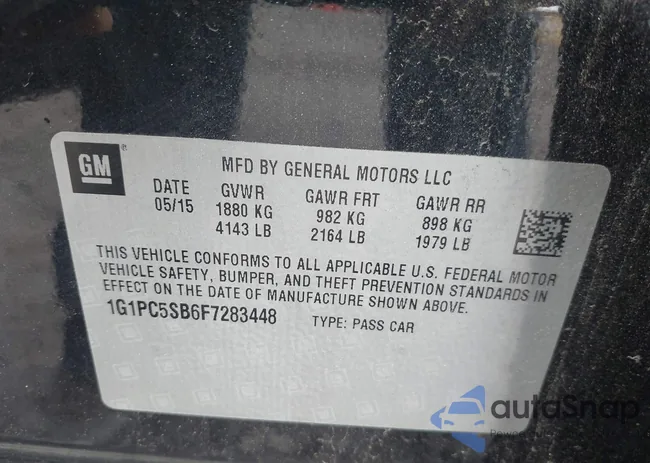 GM
MFD BY GENERAL MOTORS LLC
DATE GVWR GAWR FRT GAWR RR
05/15 1880 KG 982 KG 898 KG
4143 LB 2164 LB 1979 LB
THIS VEHICLE CONFORMS TO ALL APPLICABLE U.S. FEDERAL MOTOR
VEHICLE SAFETY, BUMPER, AND THEFT PREVENTION STANDARDS IN
EFFECT ON THE DATE OF MANUFACTURE SHOWN ABOVE.
1G1PC5SB6F7283448 TYPE: PASS CAR
autoSnap
Powered